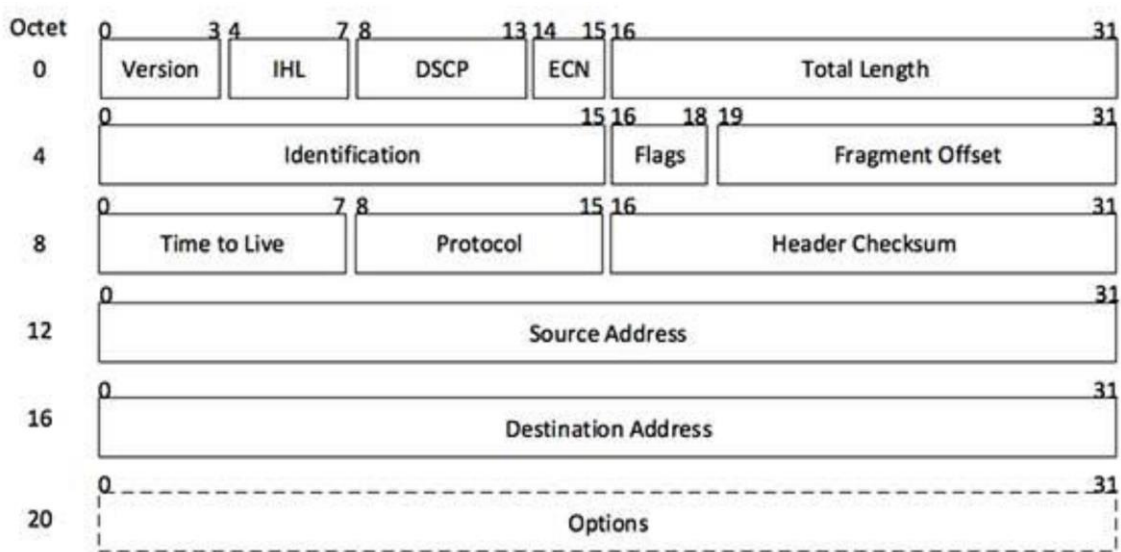 Octet 0 3 4 7 8 13 14 15 16 31
0 Version IHL DSCP ECN Total Length
0 15 16 18 19 31
4 Identification Flags Fragment Offset
0 7 8 15 16 31
8 Time to Live Protocol Header Checksum
0 31
12 Source Address
0 31
16 Destination Address
0 31
20 Options